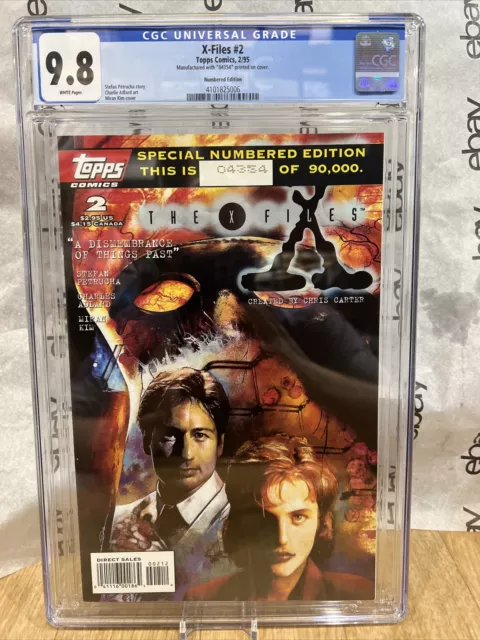 CGC UNIVERSAL GRADE
9.8
WHITE Pages
X-Files #2
Topps Comics, 2/95
Manufactured with "04354" printed on cover.
Numbered Edition
Stefan Petrucha story
Charlie Adlard art
Miran Kim cover
4101825006
CGC
topps
COMICS
SPECIAL NUMBERED EDITION
THIS IS 04354 OF 90,000.
2
$2.95 US
$4.15 CANADA
THE X FILES
"A DISMEMBRANCE
OF THINGS PAST"
STEFAN
PETRUCHA
CHARLES
ADLARD
MIRAN
KIM
CREATED BY CHRIS CARTER
DIRECT SALES
00212
ebay
ebay
ebay
ebay
ebay